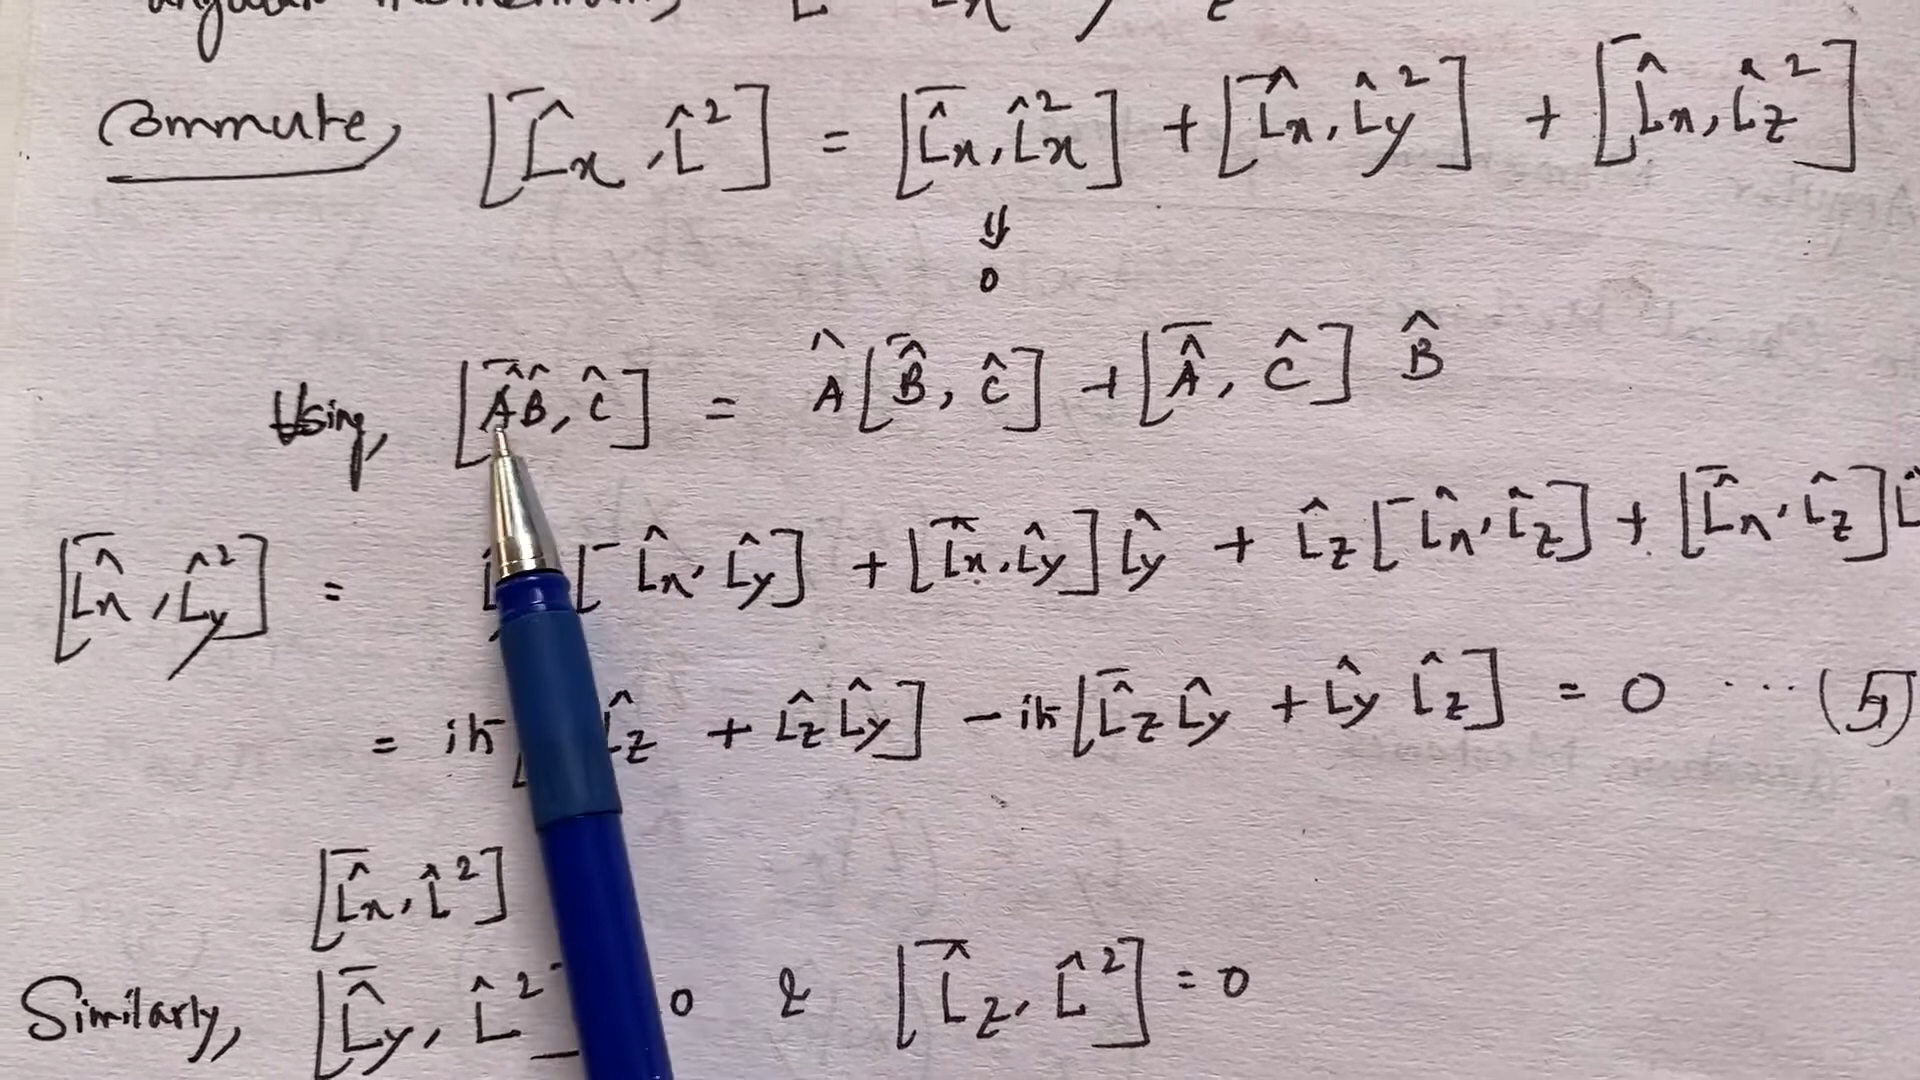 Commute, [L̂x, L̂²] = [L̂x, L̂x²] + [L̂x, L̂y²] + [L̂x, L̂z²]
⇓
0
Using, [ÂB̂, Ĉ] = Â[B̂, Ĉ] + [Â, Ĉ] B̂
[L̂x, L̂y²] = [L̂x, L̂y] + [L̂x, L̂y] L̂y + L̂z [L̂x, L̂z] + [L̂x, L̂z]
= iħ [ L̂z + L̂z L̂y] - iħ [L̂z L̂y + L̂y L̂z] = 0 ... (5)
[L̂x, L̂²]
Similarly, [L̂y, L̂² 0 & [L̂z, L̂²] = 0